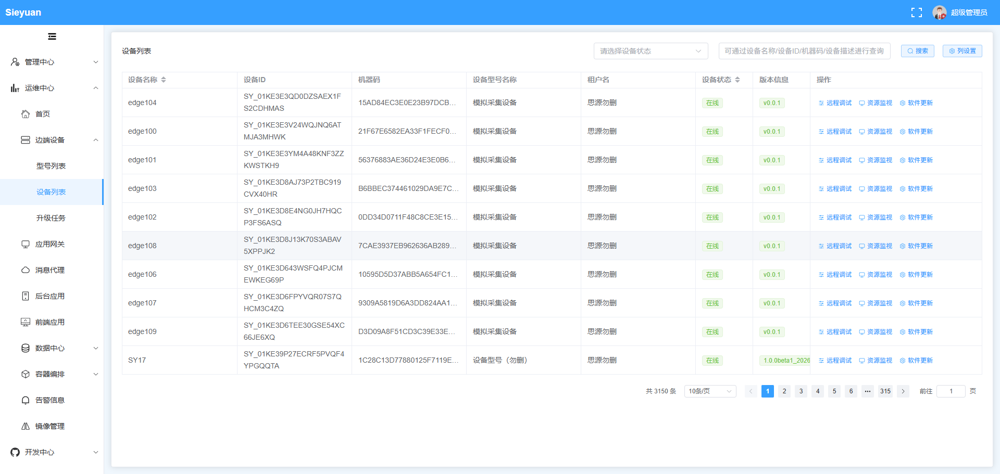 Sieyuan
超级管理员
管理中心
运维中心
首页
边端设备
型号列表
设备列表
升级任务
应用网关
消息代理
后台应用
前端应用
数据中心
容器编排
告警信息
镜像管理
开发中心
设备列表
请选择设备状态
可通过设备名称/设备ID/机器码/设备描述进行查询
搜索
列设置
设备名称 设备ID 机器码 设备型号名称 租户名 设备状态 版本信息 操作
edge104 SY_01KE3E3QD0DZSAEX1F 15AD84EC3E0E23B97DCB... 模拟采集设备 思源勿删 在线 v0.0.1 远程调试 资源监视 软件更新
S2CDHMAS
edge100 SY_01KE3E3V24WQJNQ6AT 21F67E6582EA33F1FECF0... 模拟采集设备 思源勿删 在线 v0.0.1 远程调试 资源监视 软件更新
MJA3MHWK
edge101 SY_01KE3E3YM4A48KNF3ZZ 56376883AE36D24E3E0B6... 模拟采集设备 思源勿删 在线 v0.0.1 远程调试 资源监视 软件更新
KWSTKH9
edge103 SY_01KE3D8AJ73P2TBC919 B6BBEC374461029DA9E7C... 模拟采集设备 思源勿删 在线 v0.0.1 远程调试 资源监视 软件更新
CVX40HR
edge102 SY_01KE3D8E4NG0JH7HQC 0DD34D0711F48C8CE3E15... 模拟采集设备 思源勿删 在线 v0.0.1 远程调试 资源监视 软件更新
P3FS6ASQ
edge108 SY_01KE3D8J13K70S3ABAV 7CAE3937EB962636AB289... 模拟采集设备 思源勿删 在线 v0.0.1 远程调试 资源监视 软件更新
5XPPJK2
edge106 SY_01KE3D643WSFQ4PJCM 10595D5D37ABB5A654FC1... 模拟采集设备 思源勿删 在线 v0.0.1 远程调试 资源监视 软件更新
EWKEG69P
edge107 SY_01KE3D6FPYVQR07S7Q 9309A5819D6A3DD824AA1... 模拟采集设备 思源勿删 在线 v0.0.1 远程调试 资源监视 软件更新
HCM3C4ZQ
edge109 SY_01KE3D6TEE30GSE54XC D3D09A8F51CD3C39E33E... 模拟采集设备 思源勿删 在线 v0.0.1 远程调试 资源监视 软件更新
66JE6XQ
SY17 SY_01KE39P27ECRF5PVQF4 1C28C13D77880125F7119E... 设备型号（勿删） 思源勿删 在线 1.0.0beta1_2026 远程调试 资源监视 软件更新
YPGQQTA
共 3150 条 10条/页 1 2 3 4 5 6 ... 315 前往 1 页